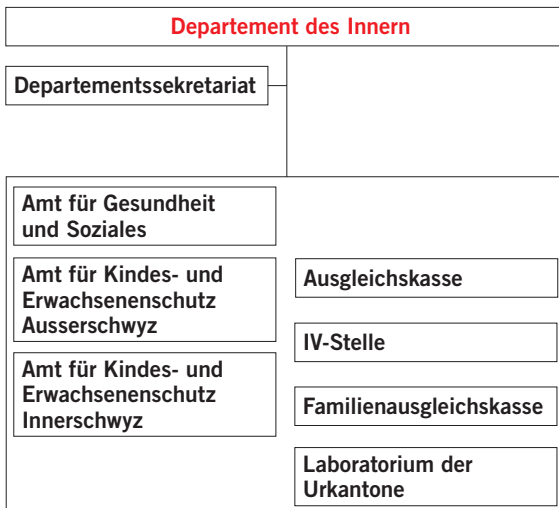 Departement des Innern
Departementssekretariat
Amt für Gesundheit
und Soziales
Amt für Kindes- und
Erwachsenenschutz
Ausserschwyz
Amt für Kindes- und
Erwachsenenschutz
Innerschwyz
Ausgleichskasse
IV-Stelle
Familienausgleichskasse
Laboratorium der
Urkantone